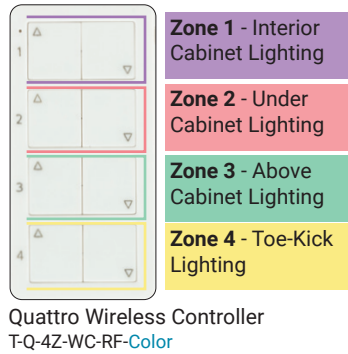 1
Zone 1 - Interior
Cabinet Lighting
2
Zone 2 - Under
Cabinet Lighting
3
Zone 3 - Above
Cabinet Lighting
4
Zone 4 - Toe-Kick
Lighting
Quattro Wireless Controller
T-Q-4Z-WC-RF-Color